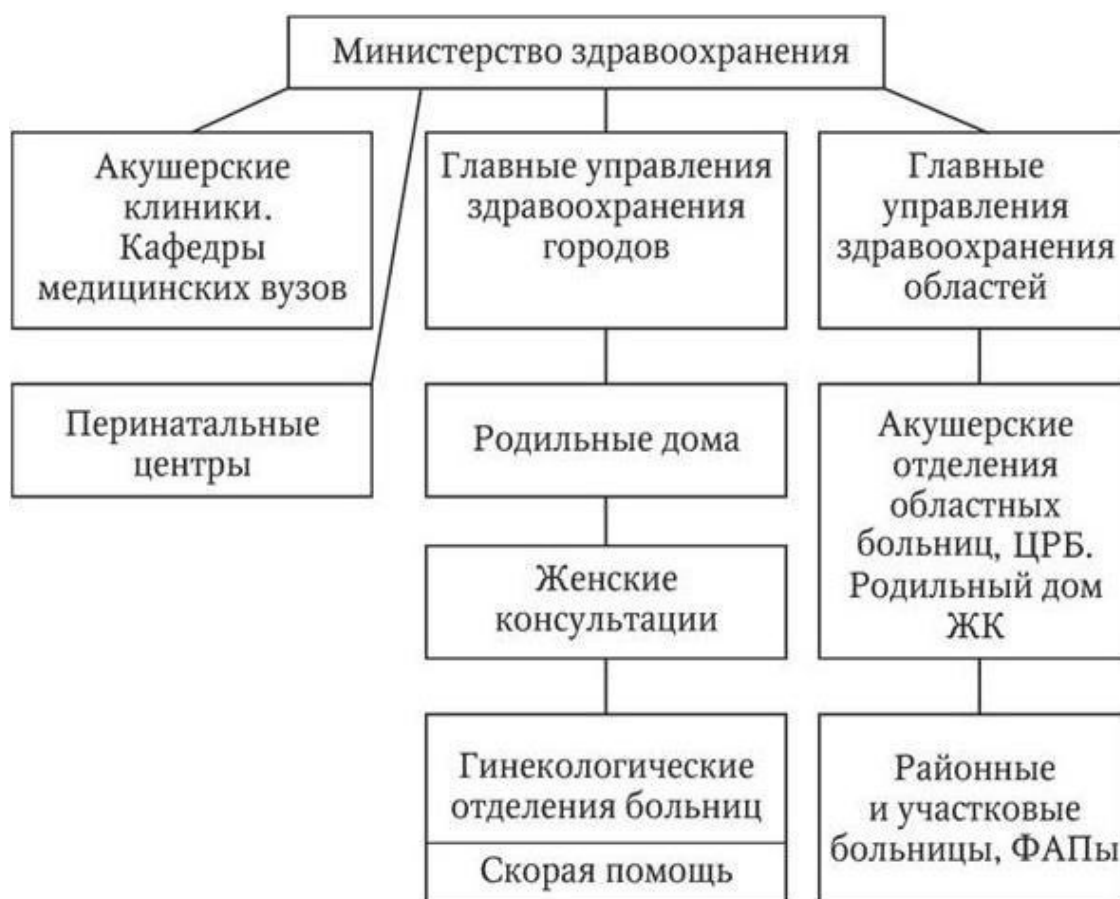 Министерство здравоохранения
Акушерские
клиники.
Кафедры
медицинских вузов
Главные управления
здравоохранения
городов
Главные
управления
здравоохранения
областей
Перинатальные
центры
Родильные дома
Акушерские
отделения
областных
больниц, ЦРБ.
Родильный дом
ЖК
Женские
консультации
Гинекологические
отделения больниц
Скорая помощь
Районные
и участковые
больницы, ФАПы